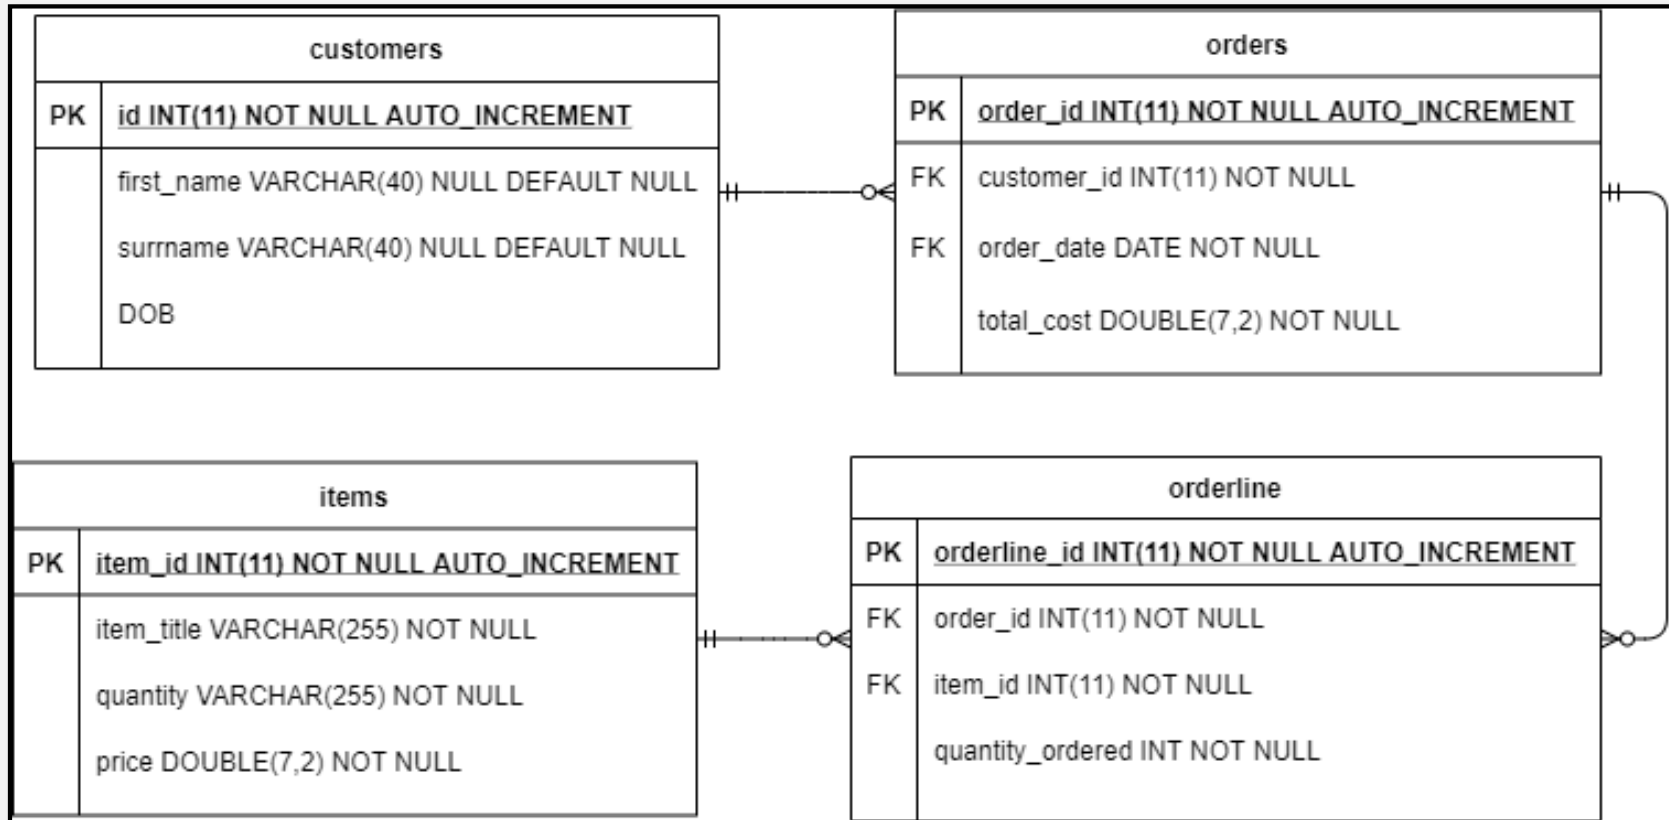 customers
PK id INT(11) NOT NULL AUTO_INCREMENT
first_name VARCHAR(40) NULL DEFAULT NULL
surrname VARCHAR(40) NULL DEFAULT NULL
DOB
orders
PK order_id INT(11) NOT NULL AUTO_INCREMENT
FK customer_id INT(11) NOT NULL
FK order_date DATE NOT NULL
total_cost DOUBLE(7,2) NOT NULL
items
PK item_id INT(11) NOT NULL AUTO_INCREMENT
item_title VARCHAR(255) NOT NULL
quantity VARCHAR(255) NOT NULL
price DOUBLE(7,2) NOT NULL
orderline
PK orderline_id INT(11) NOT NULL AUTO_INCREMENT
FK order_id INT(11) NOT NULL
FK item_id INT(11) NOT NULL
quantity_ordered INT NOT NULL